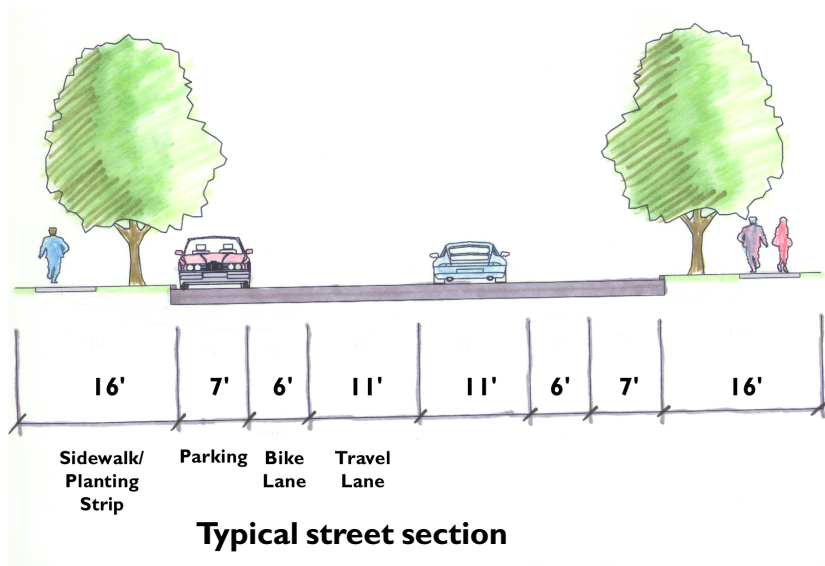 16' 7' 6' 11' 11' 6' 7' 16'
Sidewalk/
Planting
Strip
Parking
Bike
Lane
Travel
Lane
Typical street section